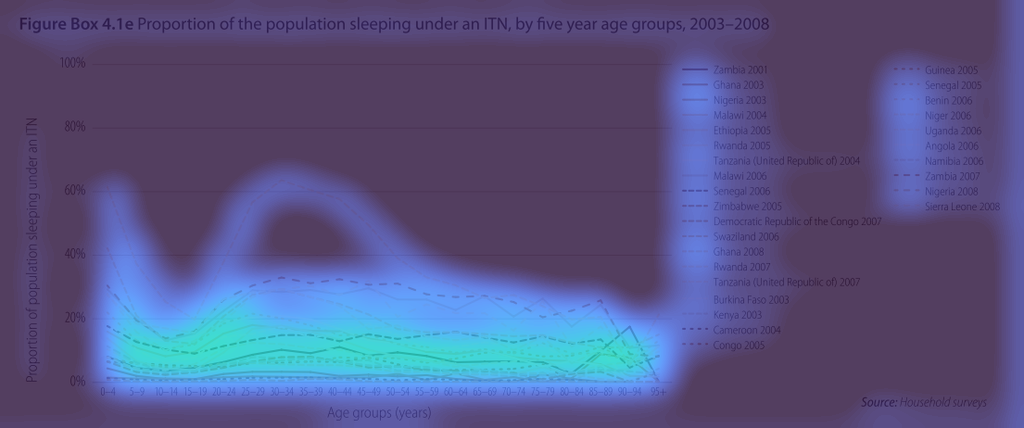 Figure Box 4.1e Proportion of the population sleeping under an ITN, by five year age groups, 2003–2008
Proportion of population sleeping under an ITN
100%
80%
60%
40%
20%
0%
0–4 5–9 10–14 15–19 20–24 25–29 30–34 35–39 40–44 45–49 50–54 55–59 60–64 65–69 70–74 75–79 80–84 85–89 90–94 95+
Age groups (years)
Zambia 2001
Ghana 2003
Nigeria 2003
Malawi 2004
Ethiopia 2005
Rwanda 2005
Tanzania (United Republic of) 2004
Malawi 2006
Senegal 2006
Zimbabwe 2005
Democratic Republic of the Congo 2007
Swaziland 2006
Ghana 2008
Rwanda 2007
Tanzania (United Republic of) 2007
Burkina Faso 2003
Kenya 2003
Cameroon 2004
Congo 2005
Guinea 2005
Senegal 2005
Benin 2006
Niger 2006
Uganda 2006
Angola 2006
Namibia 2006
Zambia 2007
Nigeria 2008
Sierra Leone 2008
Source: Household surveys